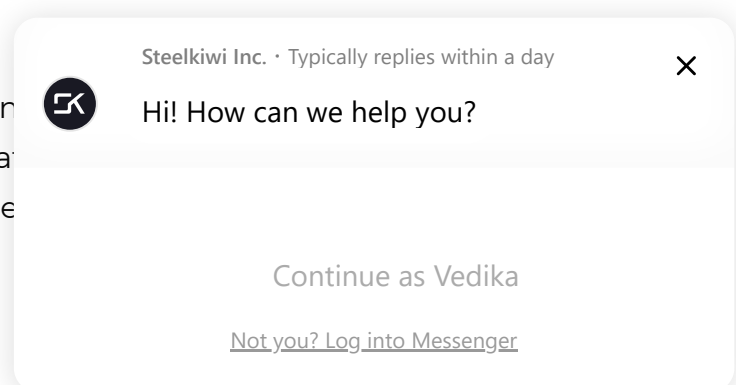 Steelkiwi Inc. · Typically replies within a day
Hi! How can we help you?
Continue as Vedika
Not you? Log into Messenger